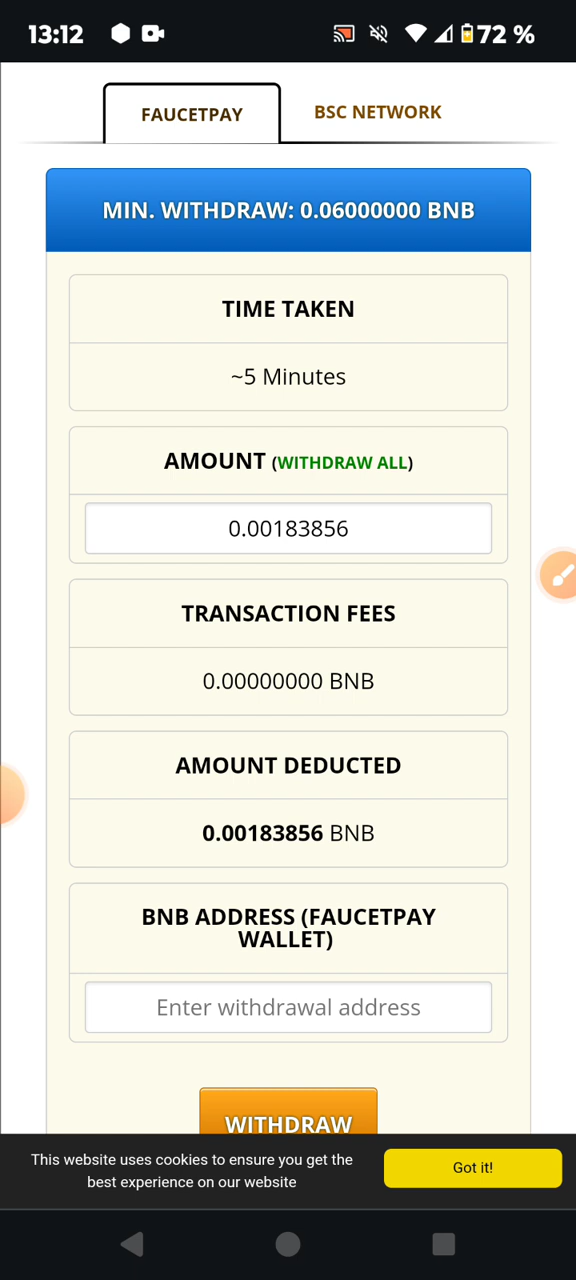 13:12
72 %
FAUCETPAY
BSC NETWORK
MIN. WITHDRAW: 0.06000000 BNB
TIME TAKEN
~5 Minutes
AMOUNT (WITHDRAW ALL)
0.00183856
TRANSACTION FEES
0.00000000 BNB
AMOUNT DEDUCTED
0.00183856 BNB
BNB ADDRESS (FAUCETPAY
WALLET)
Enter withdrawal address
WITHDRAW
This website uses cookies to ensure you get the
best experience on our website
Got it!